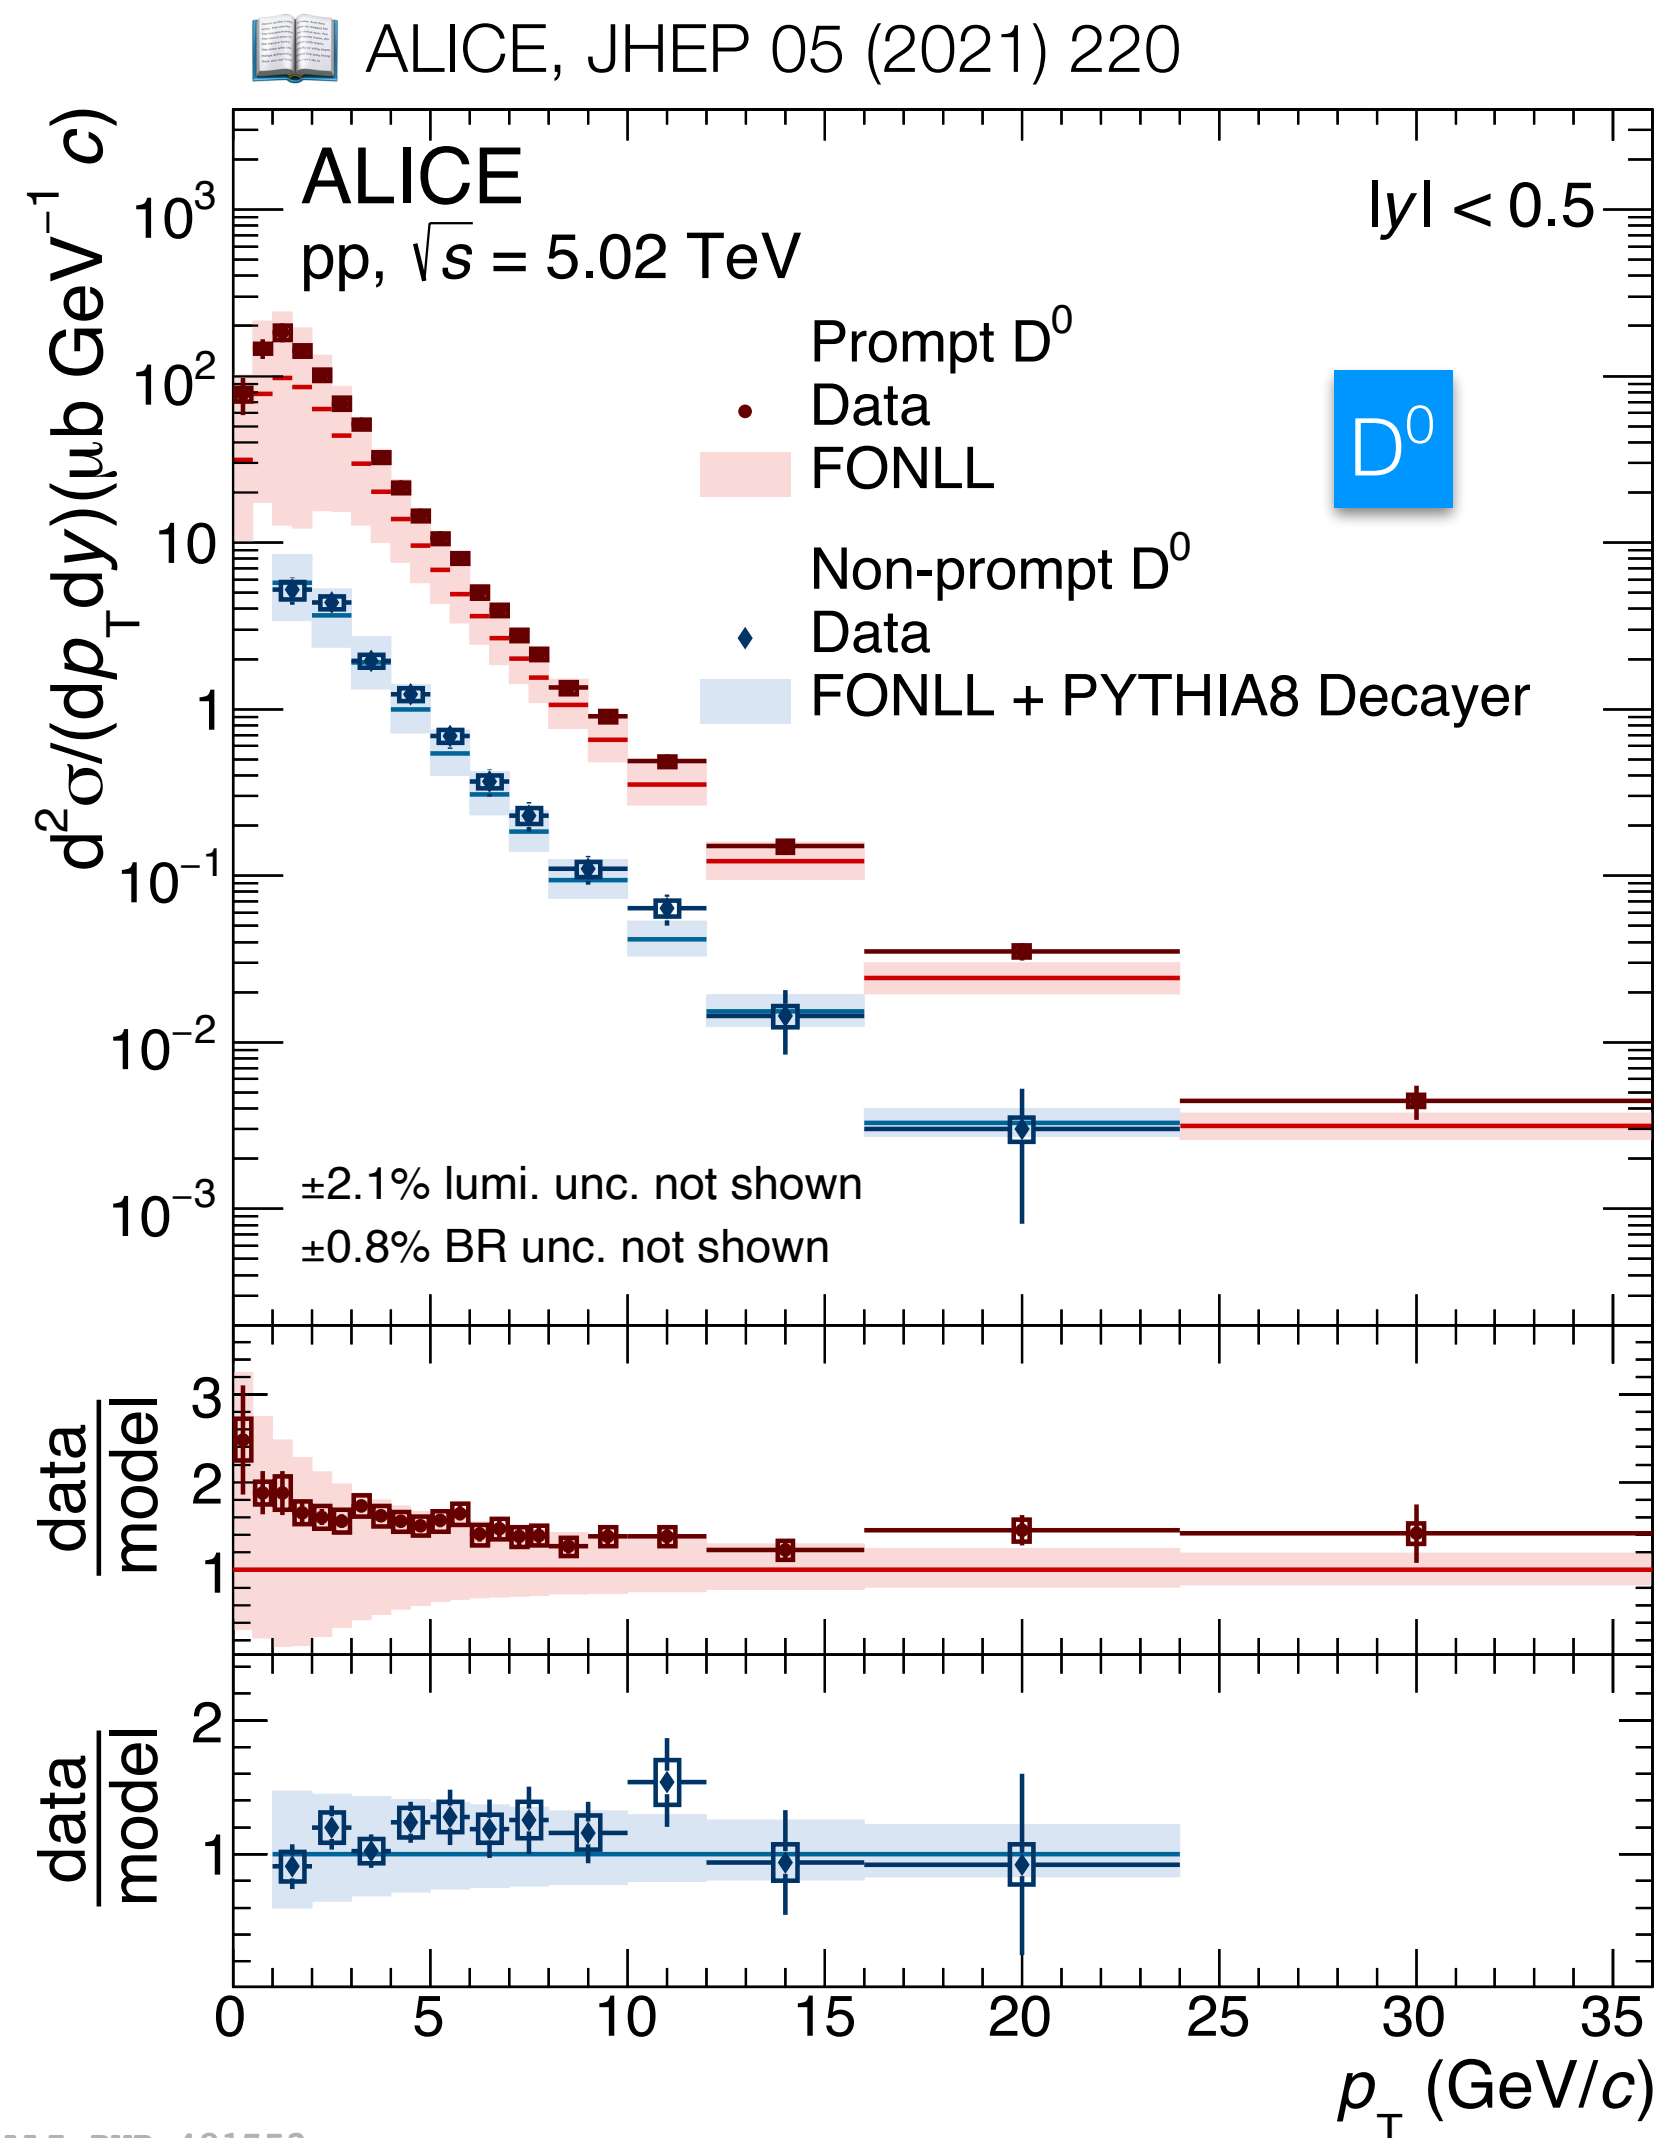 ALICE, JHEP 05 (2021) 220
d²σ/(dp_T dy)(μb GeV⁻¹ c)
10³
10²
10
1
10⁻¹
10⁻²
10⁻³
ALICE
|y| < 0.5
pp, √s = 5.02 TeV
Prompt D⁰
Data
FONLL
D⁰
Non-prompt D⁰
Data
FONLL + PYTHIA8 Decayer
±2.1% lumi. unc. not shown
±0.8% BR unc. not shown
data
model
3
2
1
data
model
2
1
0 5 10 15 20 25 30 35
p_T (GeV/c)